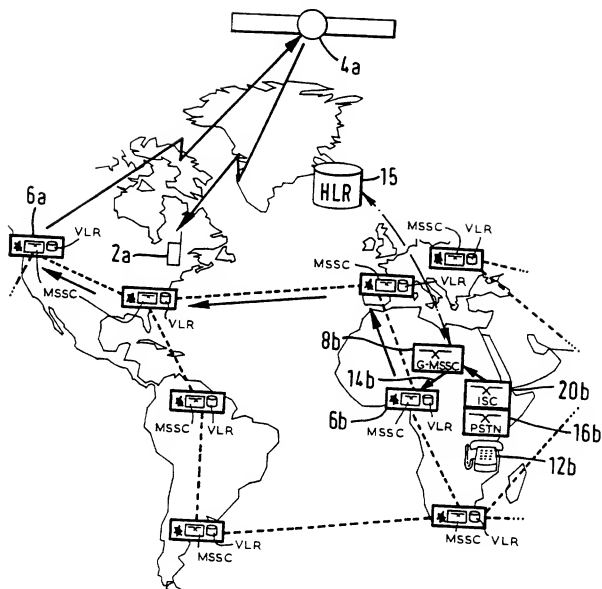 4a
HLR
15
6a
VLR
2a
MSSC
VLR
MSSC
VLR
MSSC
VLR
8b
G-MSSC
14b
6b
MSSC
VLR
20b
ISC
PSTN
16b
12b
MSSC
VLR
MSSC
VLR
MSSC
VLR